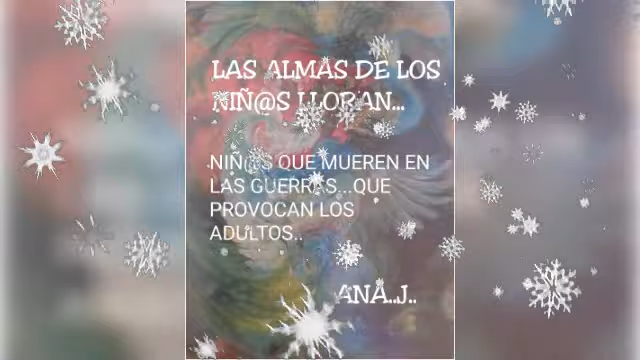 LAS ALMAS DE LOS
NIÑ@S LLORAN...
NIÑ@S QUE MUEREN EN
LAS GUERRAS...QUE
PROVOCAN LOS
ADULTOS..
ANA..J..